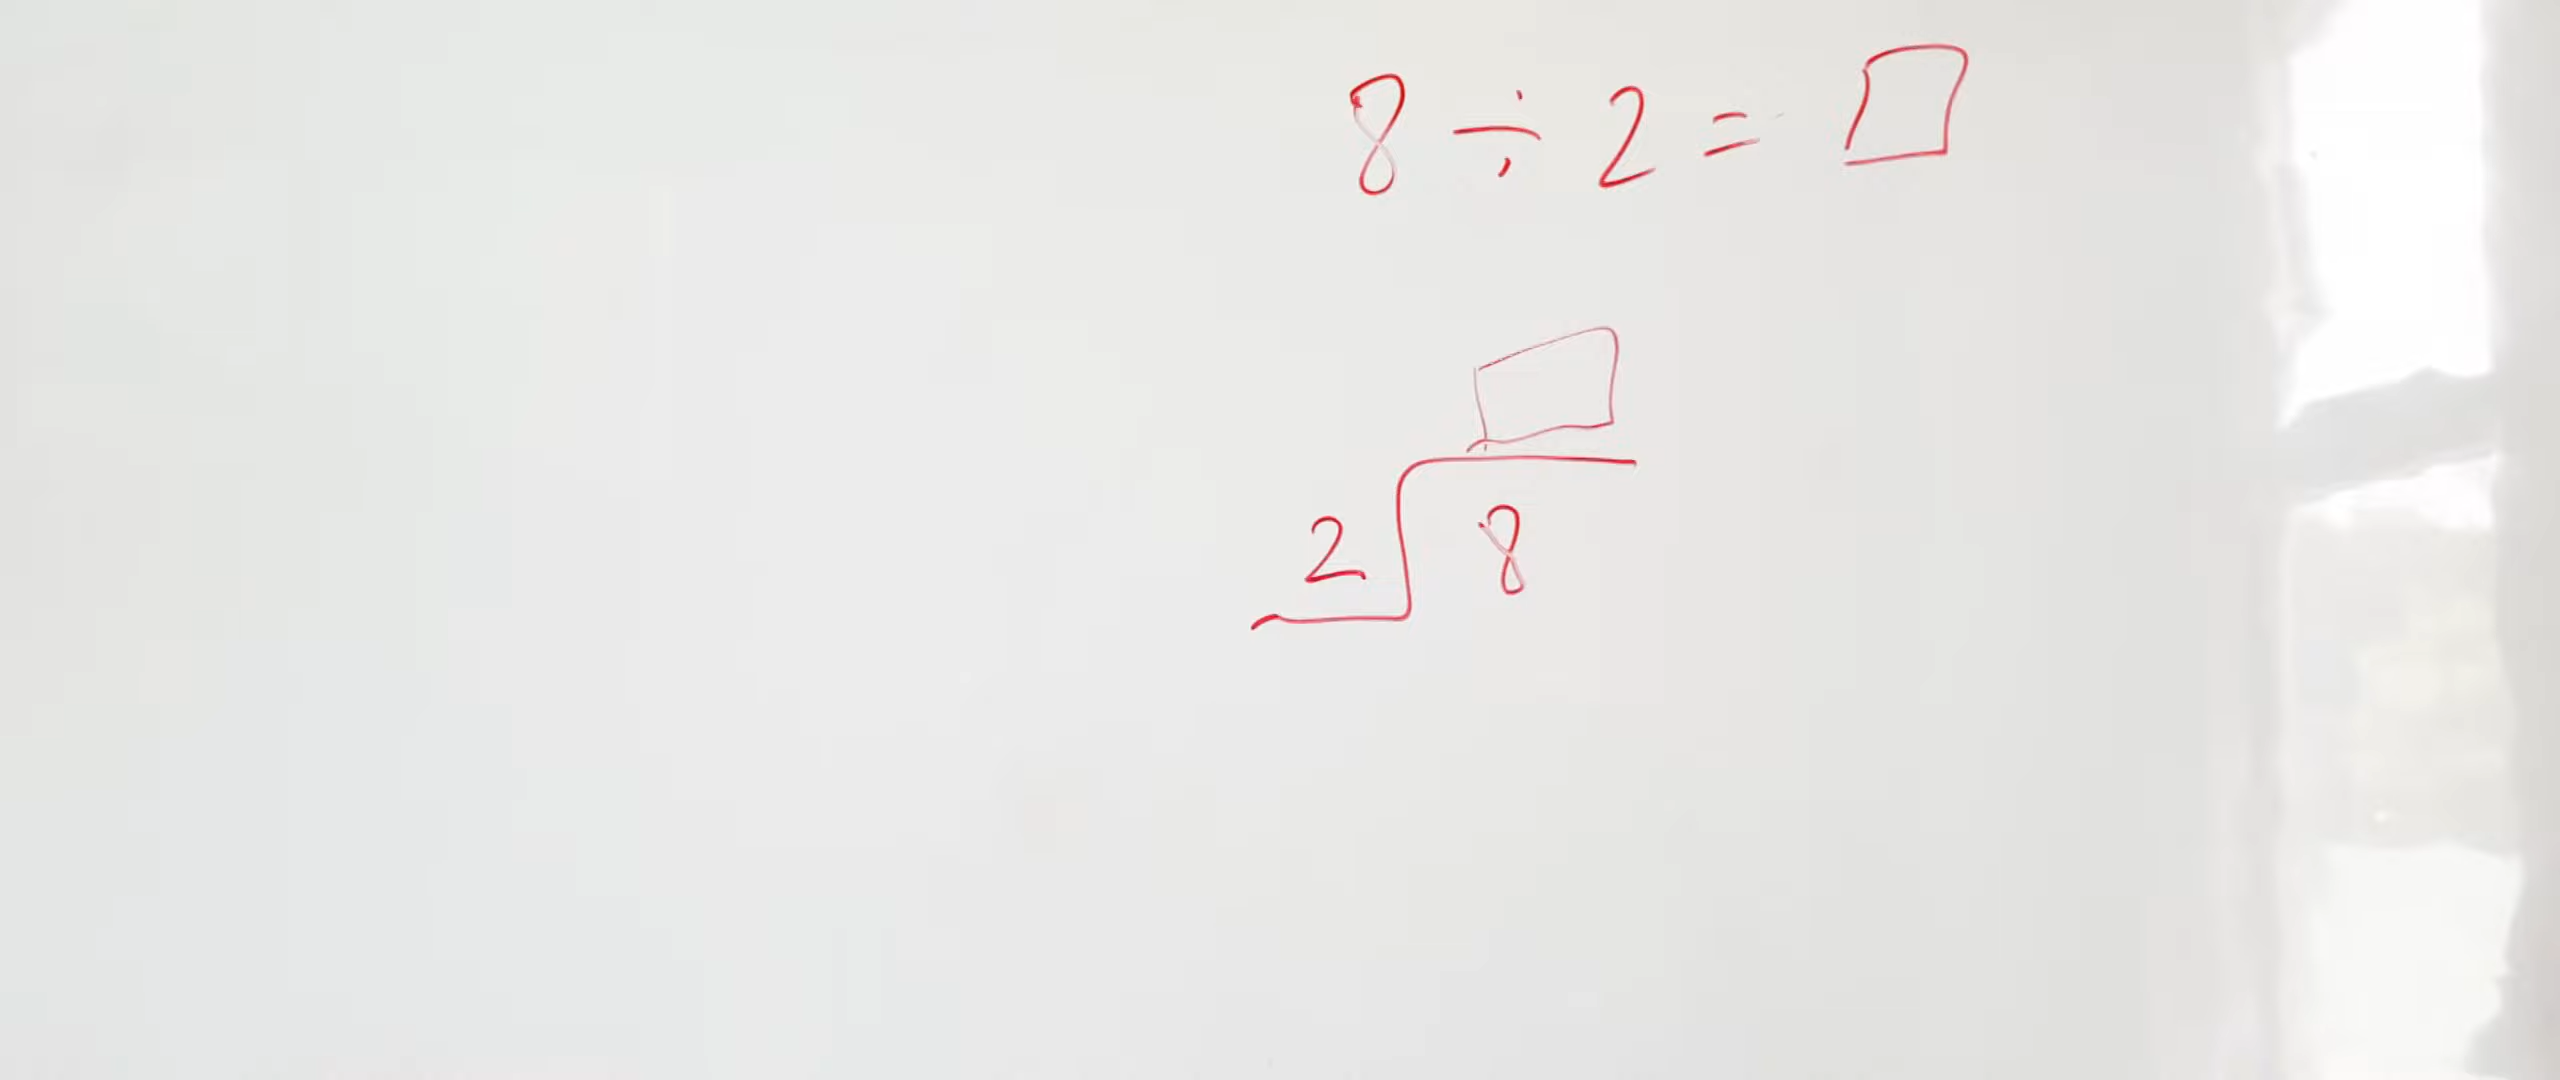 8 ÷ 2 = □
□
2 8